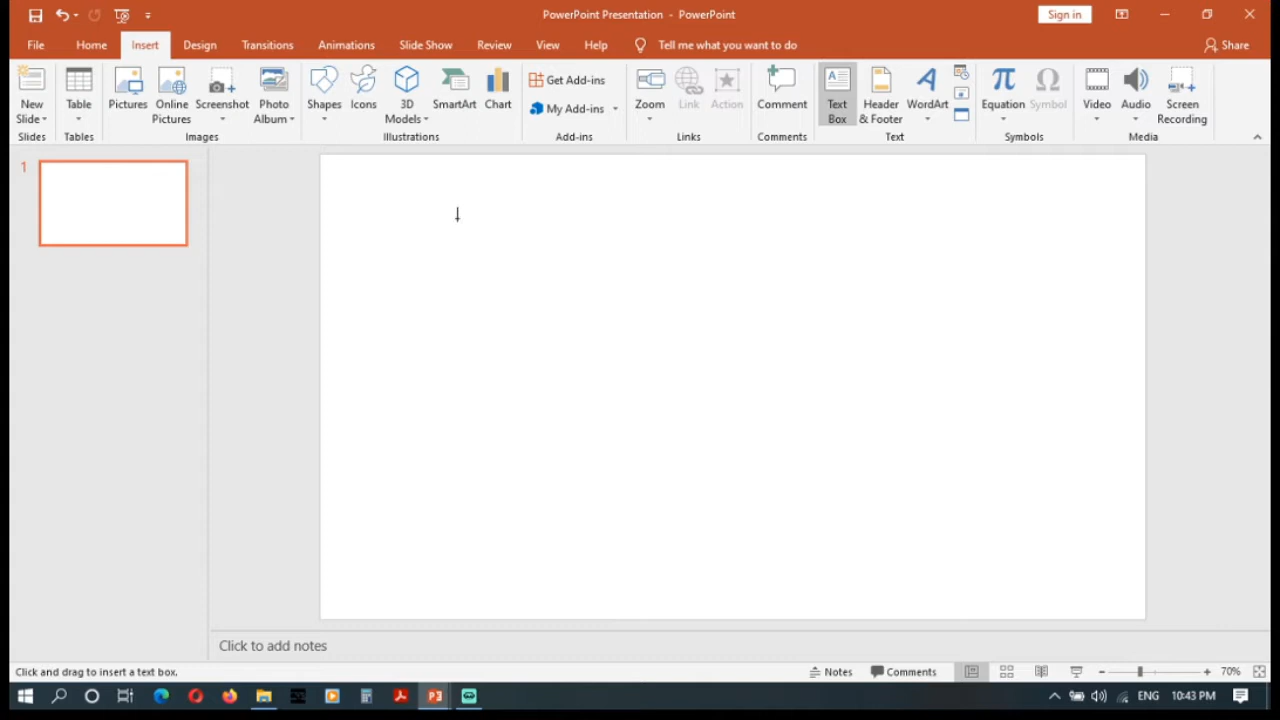 PowerPoint Presentation - PowerPoint
Sign in
File Home Insert Design Transitions Animations Slide Show Review View Help Tell me what you want to do Share
New Slide
Table
Pictures
Online Pictures
Screenshot
Photo Album
Shapes
Icons
3D Models
SmartArt
Chart
Get Add-ins
My Add-ins
Zoom
Link
Action
Comment
Text Box
Header & Footer
WordArt
Equation
Symbol
Video
Audio
Screen Recording
Slides Tables Images Illustrations Add-ins Links Comments Text Symbols Media
1
Click to add notes
Click and drag to insert a text box. Notes Comments 70%
ENG 10:43 PM